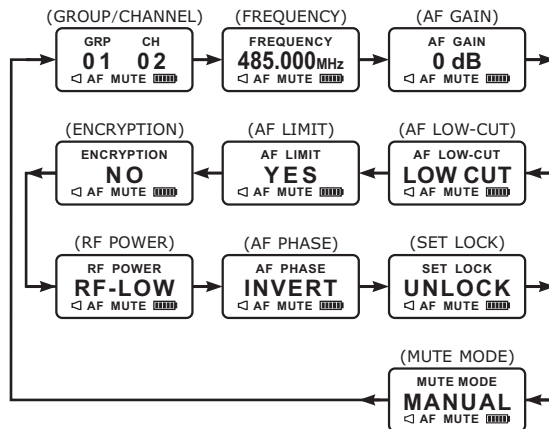 (GROUP/CHANNEL) (FREQUENCY) (AF GAIN)
GRP CH
01 02
AF MUTE
FREQUENCY
485.000MHz
AF MUTE
AF GAIN
0 dB
AF MUTE
(ENCRYPTION) (AF LIMIT) (AF LOW-CUT)
ENCRYPTION
NO
AF MUTE
AF LIMIT
YES
AF MUTE
AF LOW-CUT
LOW CUT
AF MUTE
(RF POWER) (AF PHASE) (SET LOCK)
RF POWER
RF-LOW
AF MUTE
AF PHASE
INVERT
AF MUTE
SET LOCK
UNLOCK
AF MUTE
(MUTE MODE)
MUTE MODE
MANUAL
AF MUTE